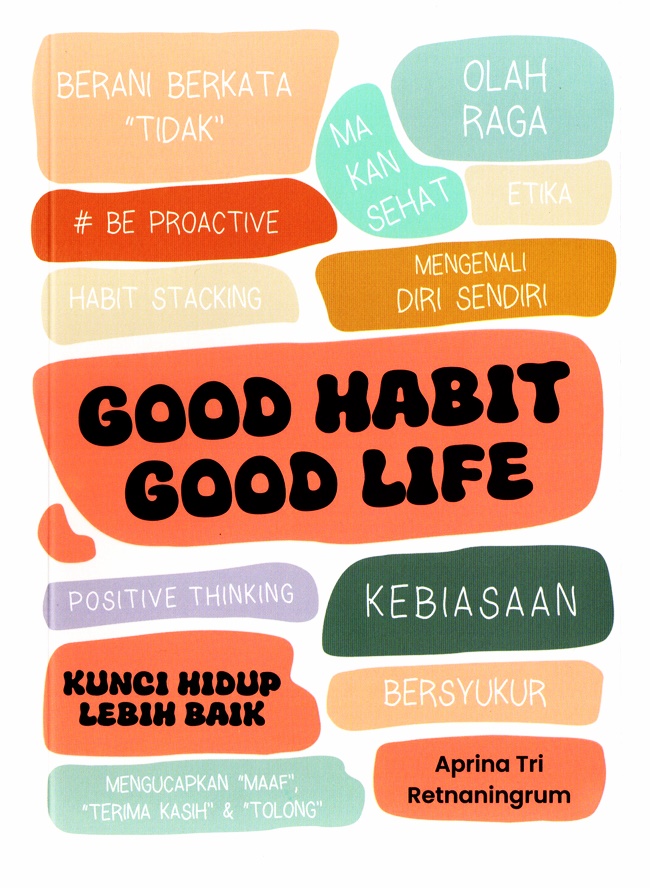 BERANI BERKATA
"TIDAK"
OLAH
RAGA
MA
KAN
SEHAT
ETIKA
# BE PROACTIVE
MENGENALI
DIRI SENDIRI
HABIT STACKING
GOOD HABIT
GOOD LIFE
POSITIVE THINKING
KEBIASAAN
KUNCI HIDUP
LEBIH BAIK
BERSYUKUR
Aprina Tri
Retnaningrum
MENGUCAPKAN "MAAF",
"TERIMA KASIH" & "TOLONG"